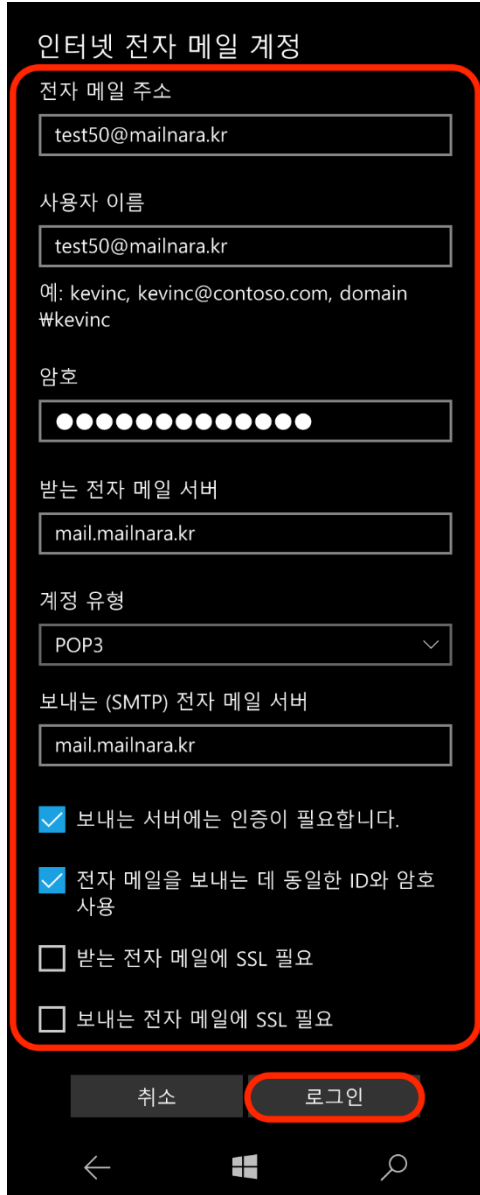 인터넷 전자 메일 계정
전자 메일 주소
test50@mailnara.kr
사용자 이름
test50@mailnara.kr
예: kevinc, kevinc@contoso.com, domain
₩kevinc
암호
●●●●●●●●●●●●●
받는 전자 메일 서버
mail.mailnara.kr
계정 유형
POP3
보내는 (SMTP) 전자 메일 서버
mail.mailnara.kr
보내는 서버에는 인증이 필요합니다.
전자 메일을 보내는 데 동일한 ID와 암호
사용
받는 전자 메일에 SSL 필요
보내는 전자 메일에 SSL 필요
취소
로그인